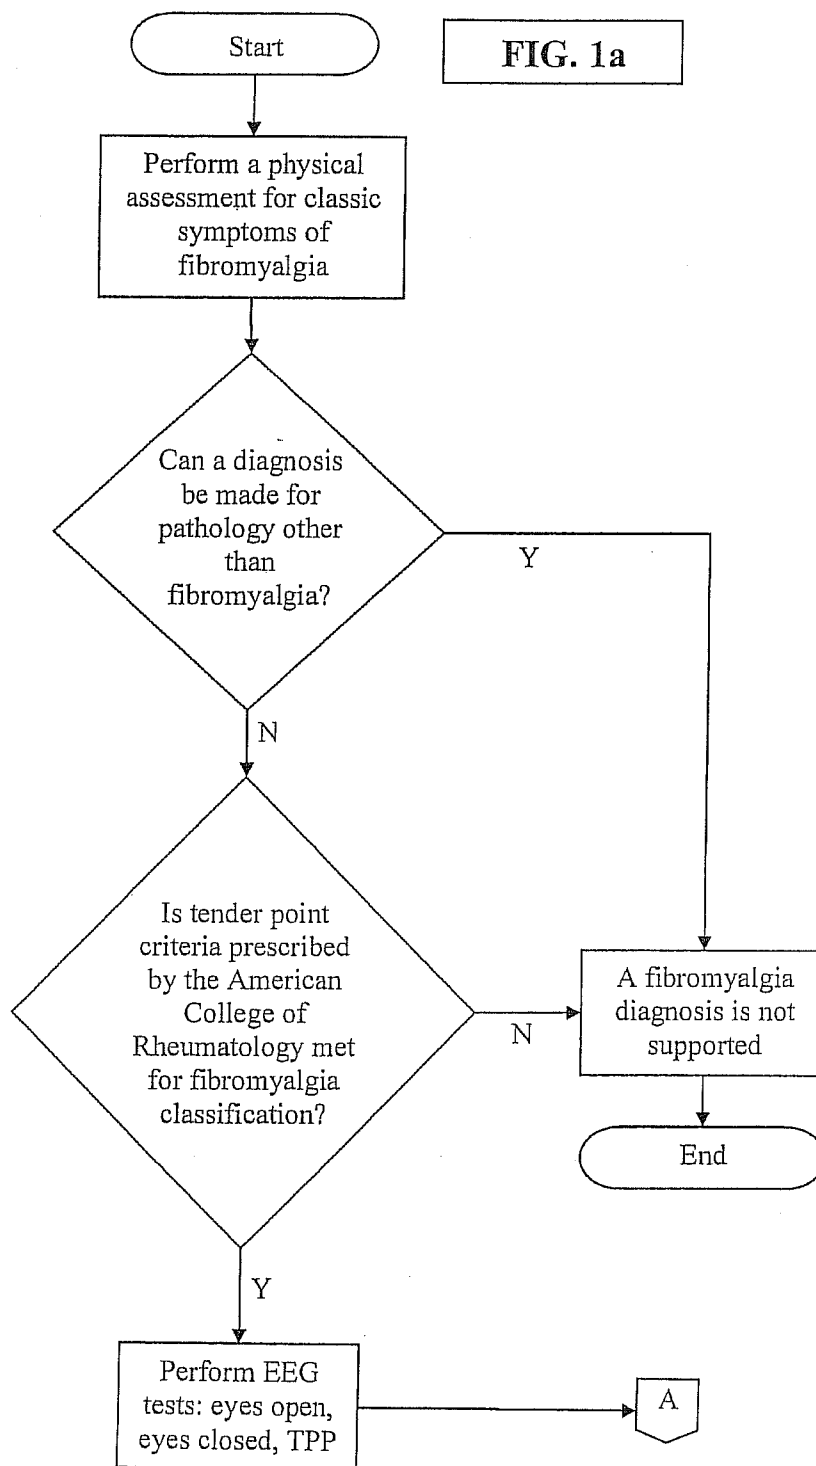 Start
FIG. 1a
Perform a physical
assessment for classic
symptoms of
fibromyalgia
Can a diagnosis
be made for
pathology other
than
fibromyalgia?
Y
N
Is tender point
criteria prescribed
by the American
College of
Rheumatology met
for fibromyalgia
classification?
N
A fibromyalgia
diagnosis is not
supported
End
Y
Perform EEG
tests: eyes open,
eyes closed, TPP
A